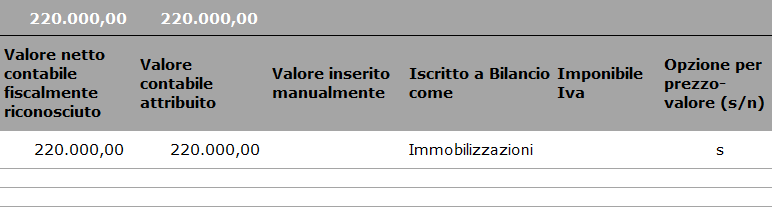 220.000,00 220.000,00
Valore netto contabile fiscalmente riconosciuto Valore contabile attribuito Valore inserito manualmente Iscritto a Bilancio come Imponibile Iva Opzione per prezzo-valore (s/n)
220.000,00 220.000,00 Immobilizzazioni s